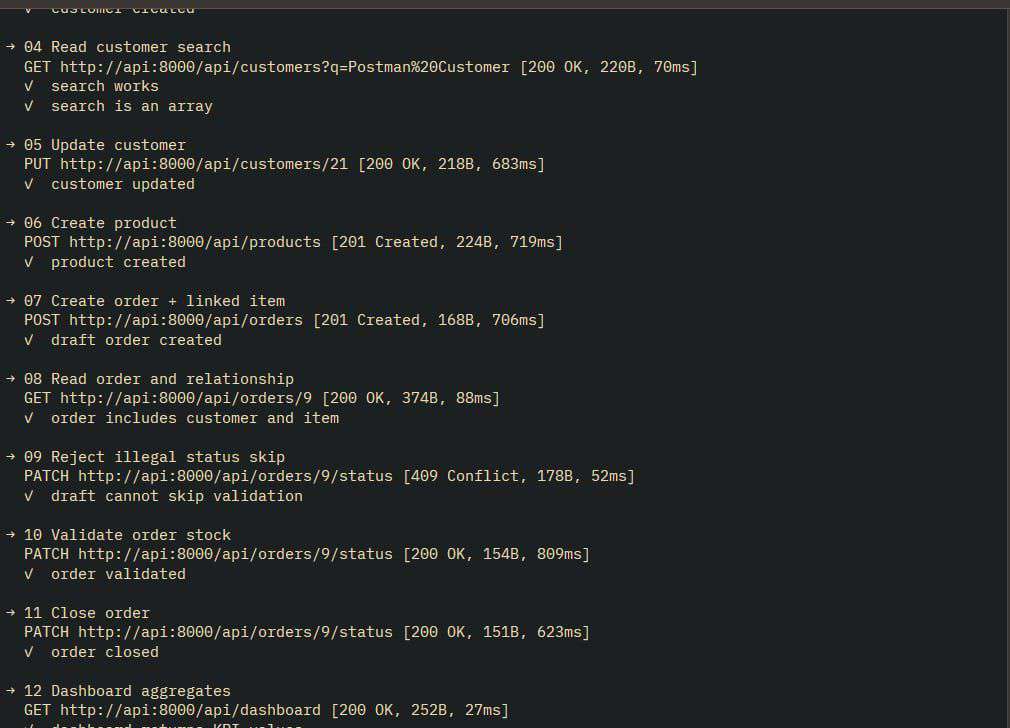 √  customer created
→ 04 Read customer search
GET http://api:8000/api/customers?q=Postman%20Customer [200 OK, 220B, 70ms]
√  search works
√  search is an array
→ 05 Update customer
PUT http://api:8000/api/customers/21 [200 OK, 218B, 683ms]
√  customer updated
→ 06 Create product
POST http://api:8000/api/products [201 Created, 224B, 719ms]
√  product created
→ 07 Create order + linked item
POST http://api:8000/api/orders [201 Created, 168B, 706ms]
√  draft order created
→ 08 Read order and relationship
GET http://api:8000/api/orders/9 [200 OK, 374B, 88ms]
√  order includes customer and item
→ 09 Reject illegal status skip
PATCH http://api:8000/api/orders/9/status [409 Conflict, 178B, 52ms]
√  draft cannot skip validation
→ 10 Validate order stock
PATCH http://api:8000/api/orders/9/status [200 OK, 154B, 809ms]
√  order validated
→ 11 Close order
PATCH http://api:8000/api/orders/9/status [200 OK, 151B, 623ms]
√  order closed
→ 12 Dashboard aggregates
GET http://api:8000/api/dashboard [200 OK, 252B, 27ms]
√  dashboard returns KPI values